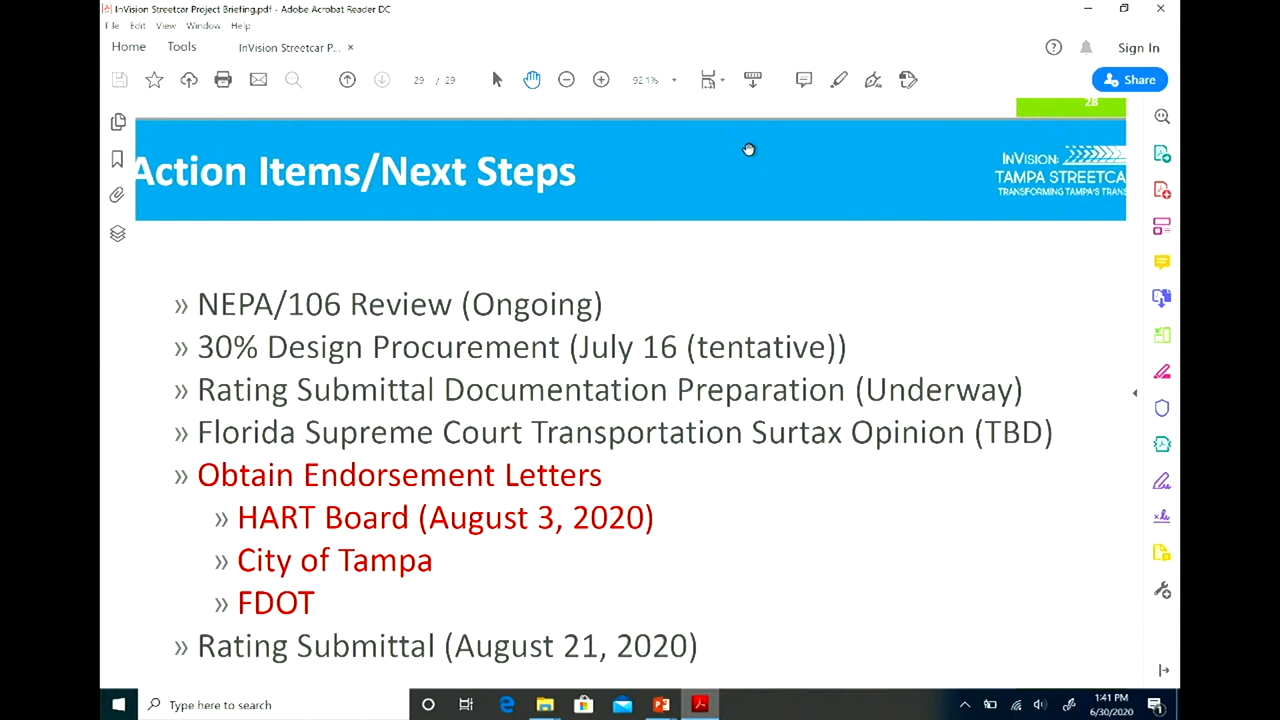 InVision Streetcar Project Briefing.pdf - Adobe Acrobat Reader DC
File Edit View Window Help
Home Tools InVision Streetcar P... ×
Sign In
29 / 29
92.1%
Share
28
Action Items/Next Steps
INVISION:
TAMPA STREETCA
TRANSFORMING TAMPA'S TRANS
» NEPA/106 Review (Ongoing)
» 30% Design Procurement (July 16 (tentative))
» Rating Submittal Documentation Preparation (Underway)
» Florida Supreme Court Transportation Surtax Opinion (TBD)
» Obtain Endorsement Letters
» HART Board (August 3, 2020)
» City of Tampa
» FDOT
» Rating Submittal (August 21, 2020)
Type here to search
1:41 PM
6/30/2020